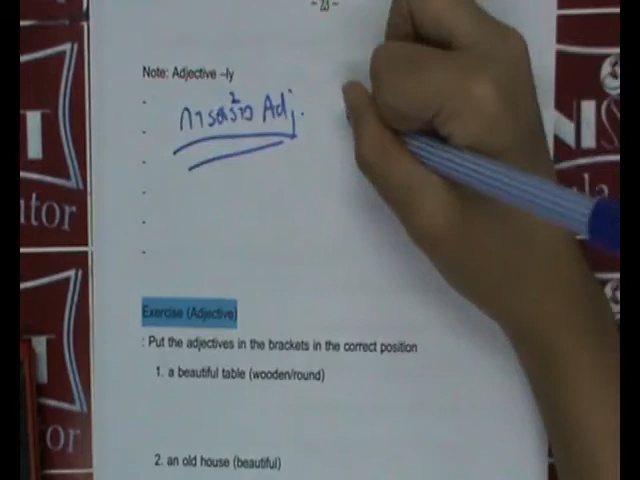 - 23 -
Note: Adjective –ly
การสร้าง Adj.
Exercise (Adjective)
: Put the adjectives in the brackets in the correct position
1. a beautiful table (wooden/round)
2. an old house (beautiful)